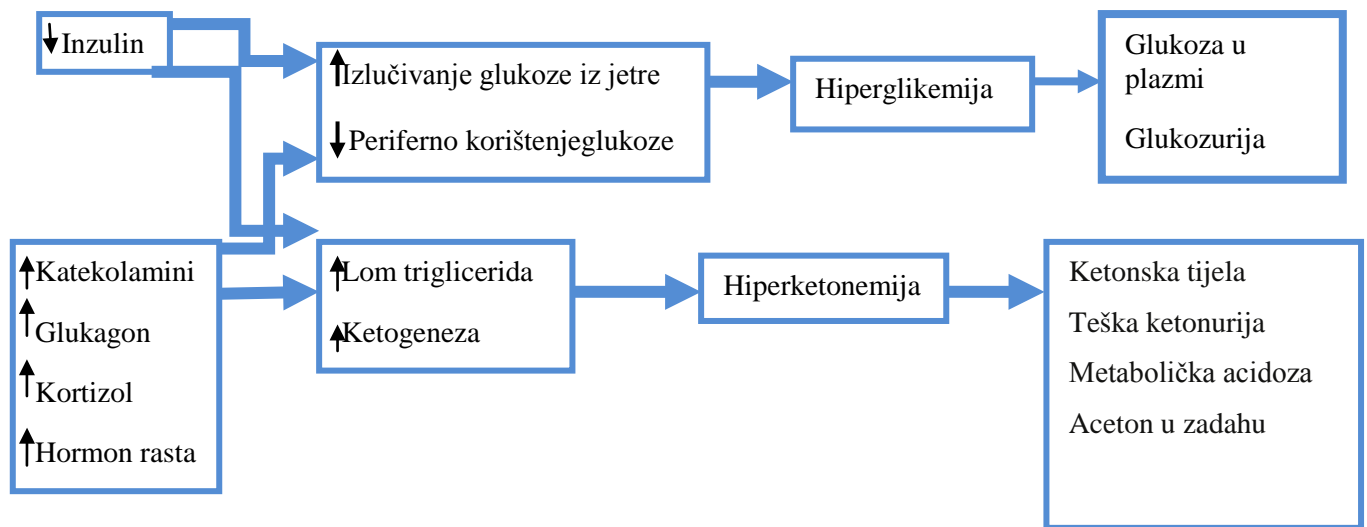 ↓Inzulin
↑Izlučivanje glukoze iz jetre
↓ Periferno korištenjeglukoze
Hiperglikemija
Glukoza u
plazmi
Glukozurija
↑Katekolamini
↑Glukagon
↑Kortizol
↑Hormon rasta
↑Lom triglicerida
↑Ketogeneza
Hiperketonemija
Ketonska tijela
Teška ketonurija
Metabolička acidoza
Aceton u zadahu